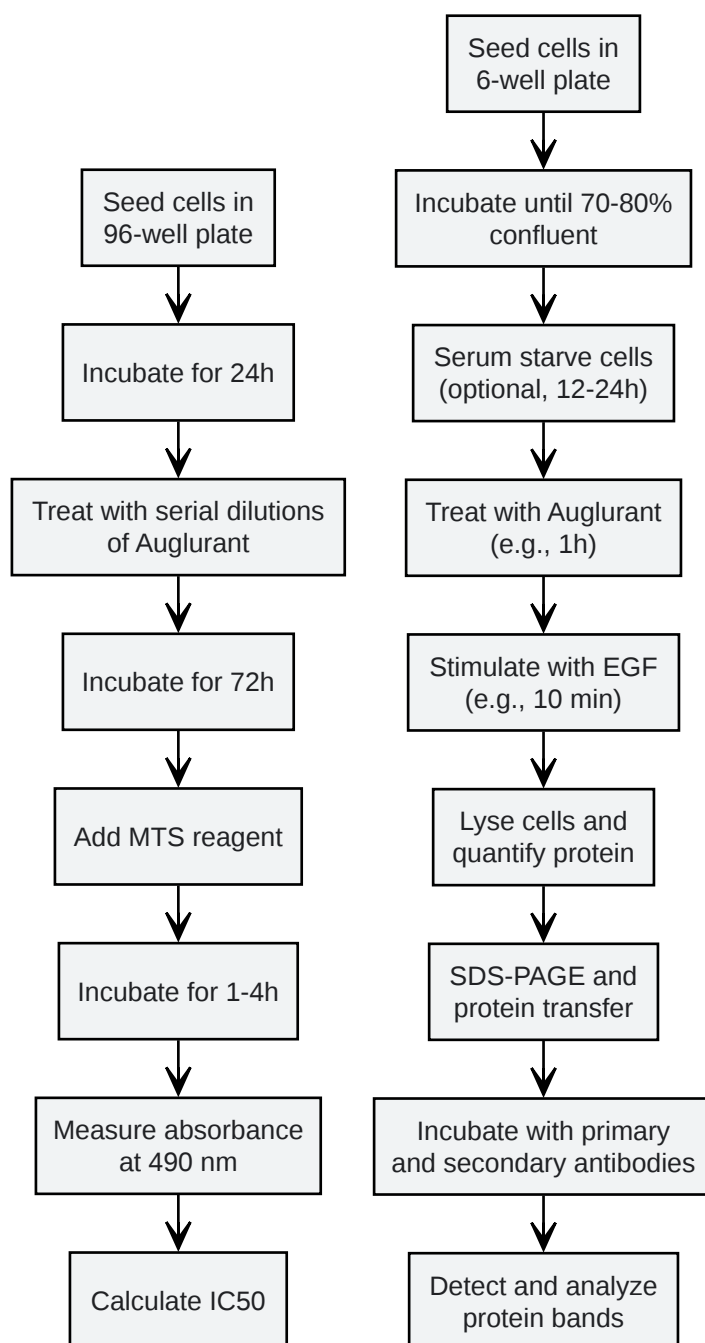 Seed cells in
96-well plate
Incubate for 24h
Treat with serial dilutions
of Auglurant
Incubate for 72h
Add MTS reagent
Incubate for 1-4h
Measure absorbance
at 490 nm
Calculate IC50
Seed cells in
6-well plate
Incubate until 70-80%
confluent
Serum starve cells
(optional, 12-24h)
Treat with Auglurant
(e.g., 1h)
Stimulate with EGF
(e.g., 10 min)
Lyse cells and
quantify protein
SDS-PAGE and
protein transfer
Incubate with primary
and secondary antibodies
Detect and analyze
protein bands